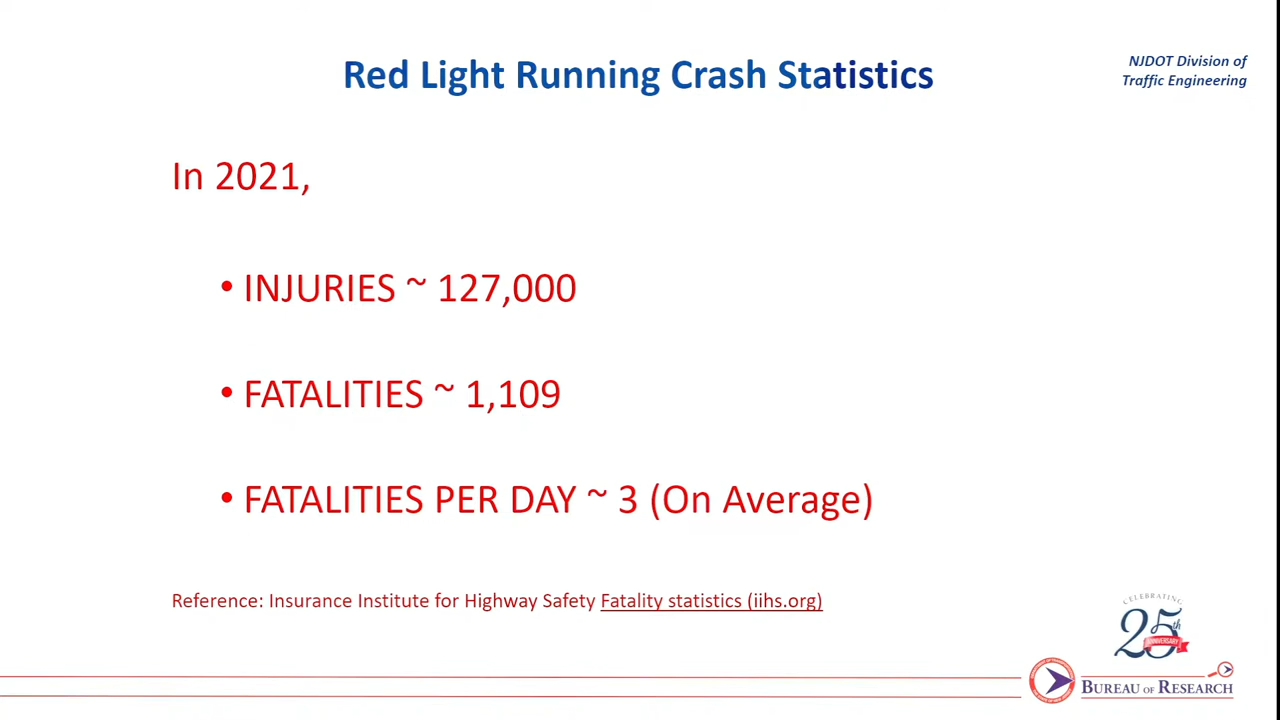 Red Light Running Crash Statistics
NJDOT Division of
Traffic Engineering
In 2021,
• INJURIES ~ 127,000
• FATALITIES ~ 1,109
• FATALITIES PER DAY ~ 3 (On Average)
Reference: Insurance Institute for Highway Safety Fatality statistics (iihs.org)
CELEBRATING
25th
ANNIVERSARY
BUREAU OF RESEARCH